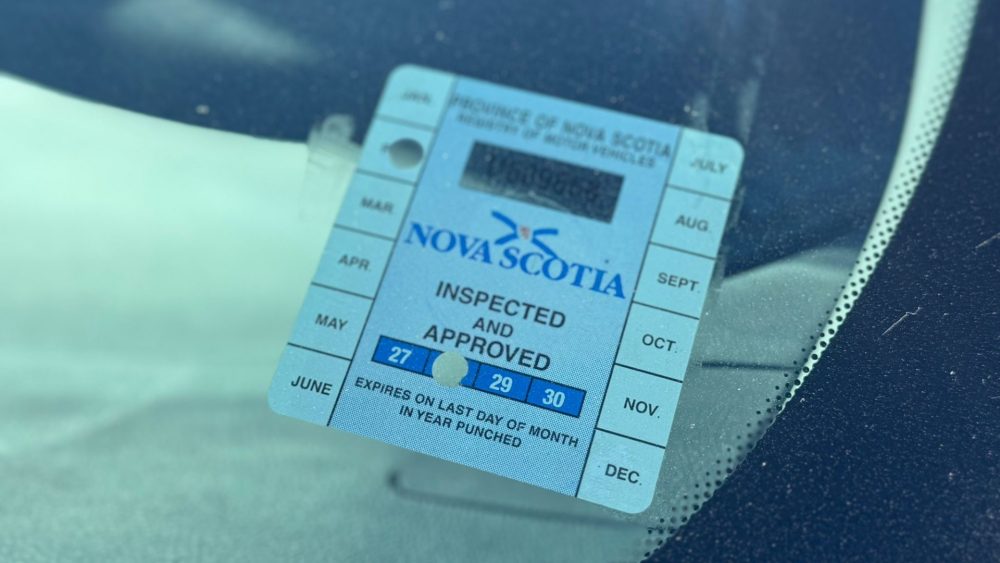 JAN.
MAR.
APR.
MAY
JUNE
PROVINCE OF NOVA SCOTIA
REGISTRY OF MOTOR VEHICLES
NOVA SCOTIA
INSPECTED
AND
APPROVED
27 29 30
EXPIRES ON LAST DAY OF MONTH
IN YEAR PUNCHED
JULY
AUG.
SEPT.
OCT.
NOV.
DEC.